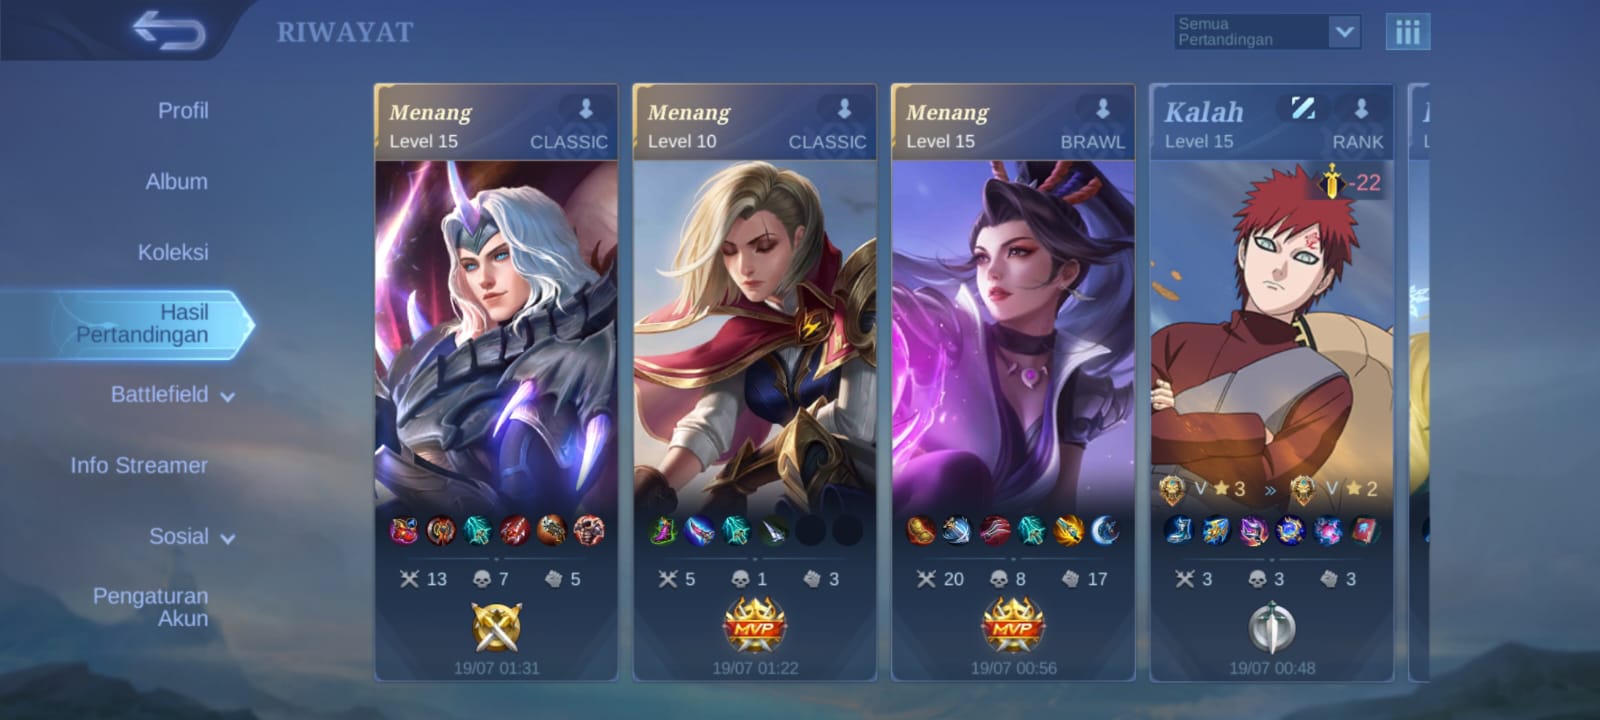 RIWAYAT
Semua
Pertandingan
Profil
Album
Koleksi
Hasil
Pertandingan
Battlefield
Info Streamer
Sosial
Pengaturan
Akun
Menang
Level 15
CLASSIC
13 7 5
19/07 01:31
Menang
Level 10
CLASSIC
5 1 3
MVP
19/07 01:22
Menang
Level 15
BRAWL
20 8 17
MVP
19/07 00:56
Kalah
Level 15
RANK
-22
V 3 » V 2
3 3 3
19/07 00:48